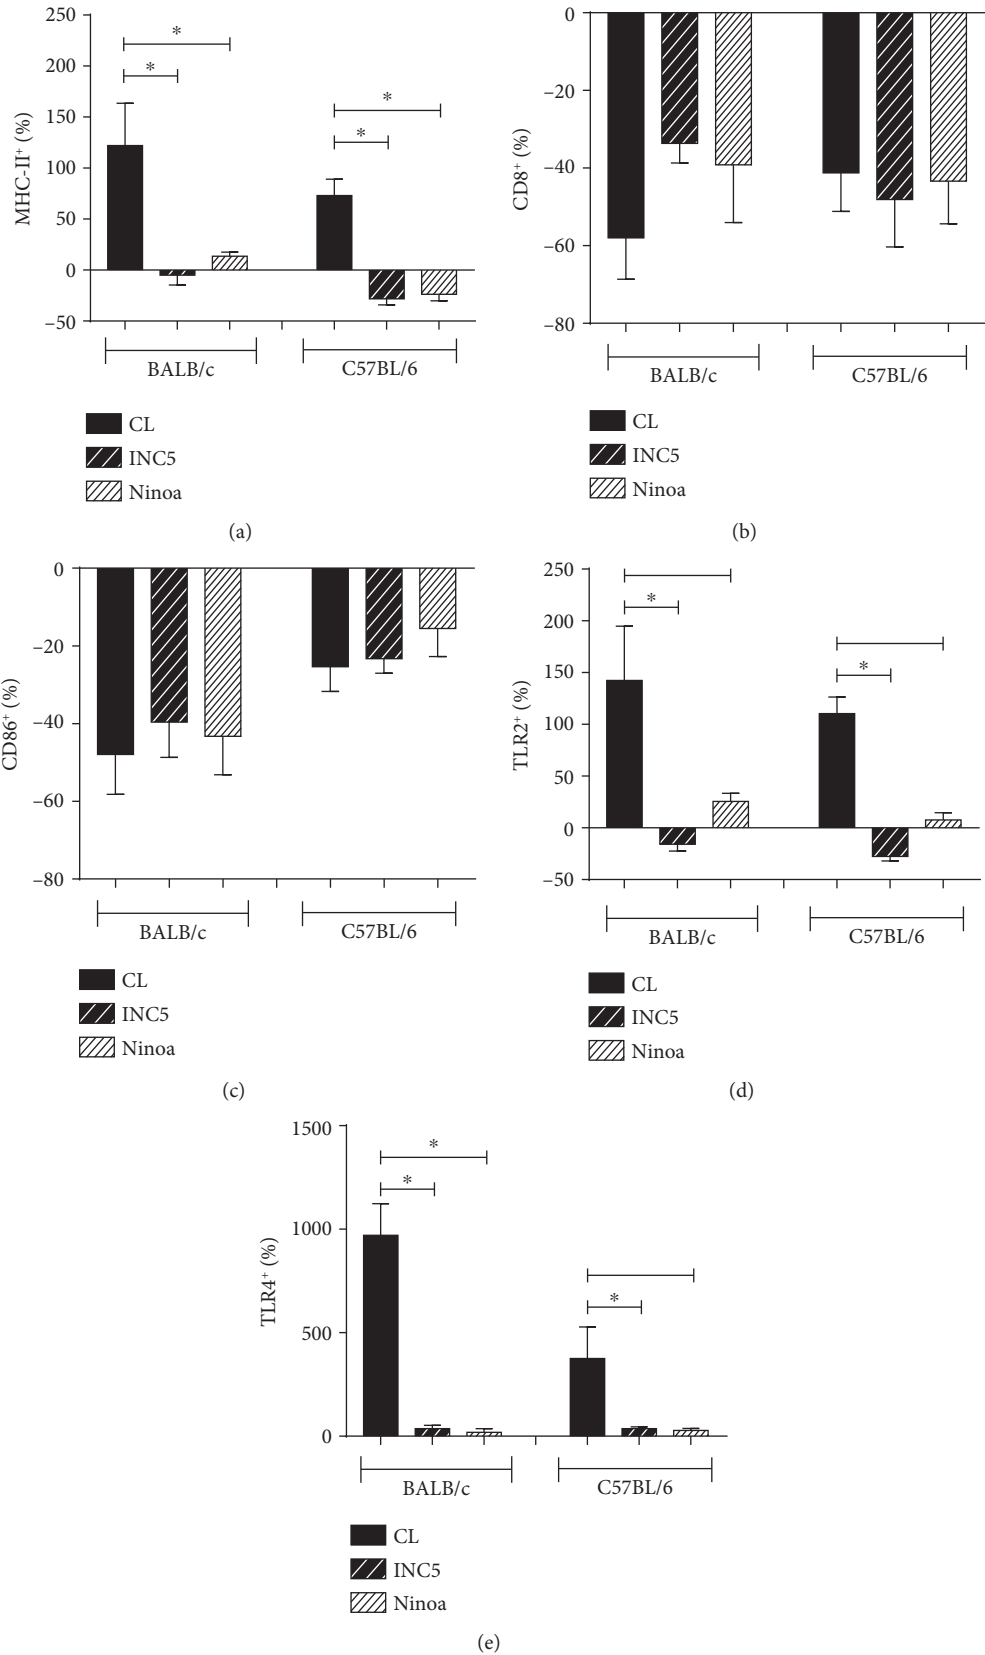 250
200
150
100
50
0
−50
MHC-II⁺ (%)
*
*
*
*
BALB/c
C57BL/6
CL
INC5
Ninoa
(a)
0
−20
−40
−60
−80
CD8⁺ (%)
BALB/c
C57BL/6
CL
INC5
Ninoa
(b)
0
−20
−40
−60
−80
CD86⁺ (%)
BALB/c
C57BL/6
CL
INC5
Ninoa
(c)
250
200
150
100
50
0
−50
TLR2⁺ (%)
*
*
BALB/c
C57BL/6
CL
INC5
Ninoa
(d)
1500
1000
500
0
TLR4⁺ (%)
*
*
*
BALB/c
C57BL/6
CL
INC5
Ninoa
(e)